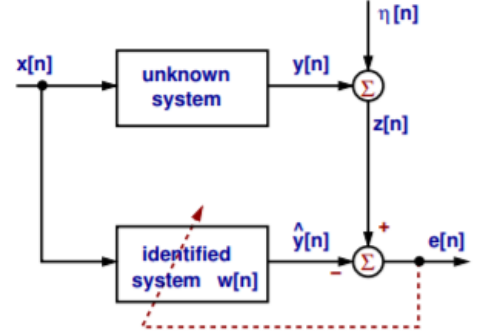 η[n]
x[n]
unknown
system
y[n]
Σ
z[n]
identified
system w[n]
ŷ[n]
+
−
Σ
e[n]